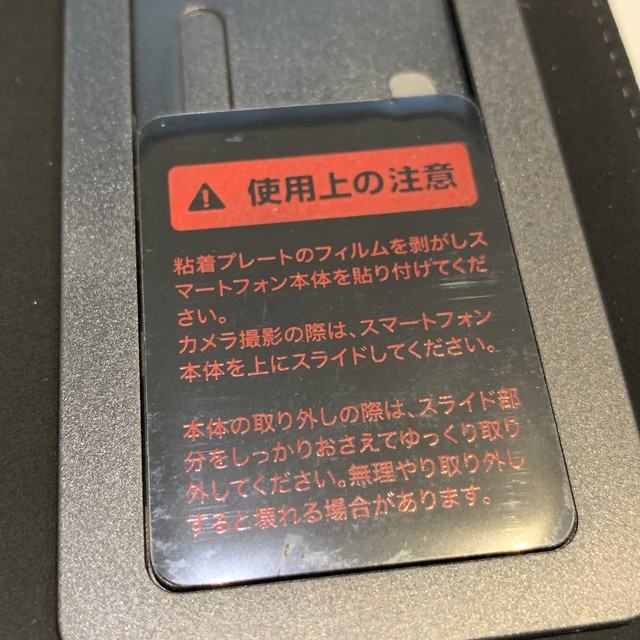 ⚠ 使用上の注意
粘着プレートのフィルムを剥がしス
マートフォン本体を貼り付けてくだ
さい。
カメラ撮影の際は、スマートフォン
本体を上にスライドしてください。
本体の取り外しの際は、スライド部
分をしっかりおさえてゆっくり取り
外してください。無理やり取り外し
すると壊れる場合があります。